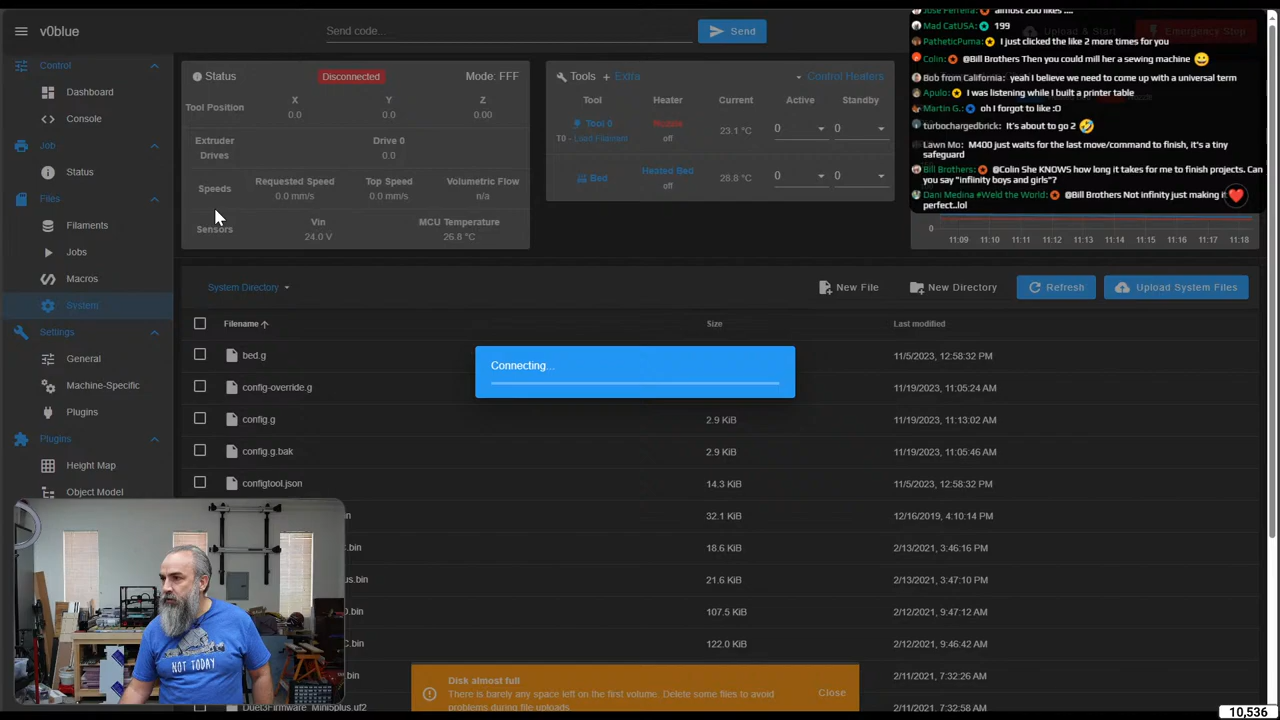 v0blue
Send code...
Send
Upload & Start
Emergency Stop
Jose Ferreira: almost 200 likes ....
Mad CatUSA: 199
PatheticPuma: I just clicked the like 2 more times for you
Colin: @Bill Brothers Then you could mill her a sewing machine 😀
Bob from California: yeah I believe we need to come up with a universal term
Apulo: I was listening while I built a printer table
Martin G.: oh I forgot to like :O
turbochargedbrick: It's about to go 2 🤣
Lawn Mo: M400 just waits for the last move/command to finish, it's a tiny
safeguard
Bill Brothers: @Colin She KNOWS how long it takes for me to finish projects. Can
you say "infinity boys and girls"?
Dani Medina #Weld the World: @Bill Brothers Not infinity just making it
perfect..lol
Control
Dashboard
Console
Job
Status
Files
Filaments
Jobs
Macros
System
Settings
General
Machine-Specific
Plugins
Plugins
Height Map
Object Model
Status
Disconnected
Mode: FFF
Tool Position
X
Y
Z
0.0
0.0
0.00
Extruder
Drives
Drive 0
0.0
Speeds
Requested Speed
Top Speed
Volumetric Flow
0.0 mm/s
0.0 mm/s
n/a
Sensors
Vin
MCU Temperature
24.0 V
26.8 °C
Tools + Extra
Control Heaters
Tool
Heater
Current
Active
Standby
Tool 0
T0 - Load Filament
off
23.1 °C
0
0
Bed
Heated Bed
off
28.8 °C
0
0
0
11:09 11:10 11:11 11:12 11:13 11:14 11:15 11:16 11:17 11:18
System Directory
New File
New Directory
Refresh
Upload System Files
Filename
Size
Last modified
bed.g
11/5/2023, 12:58:32 PM
config-override.g
11/19/2023, 11:05:24 AM
config.g
2.9 KiB
11/19/2023, 11:13:02 AM
config.g.bak
2.9 KiB
11/19/2023, 11:05:46 AM
configtool.json
14.3 KiB
11/5/2023, 12:58:32 PM
32.1 KiB
12/16/2019, 4:10:14 PM
C.bin
18.6 KiB
2/13/2021, 3:46:16 PM
us.bin
21.6 KiB
2/13/2021, 3:47:10 PM
D.bin
107.5 KiB
2/12/2021, 9:47:12 AM
C.bin
122.0 KiB
2/12/2021, 9:46:42 AM
bin
2/11/2021, 7:32:26 AM
Duet3Firmware_Mini5plus.uf2
2/11/2021, 7:32:58 AM
Connecting...
Disk almost full
There is barely any space left on the first volume. Delete some files to avoid
problems during file uploads.
Close
NOT TODAY
10,536